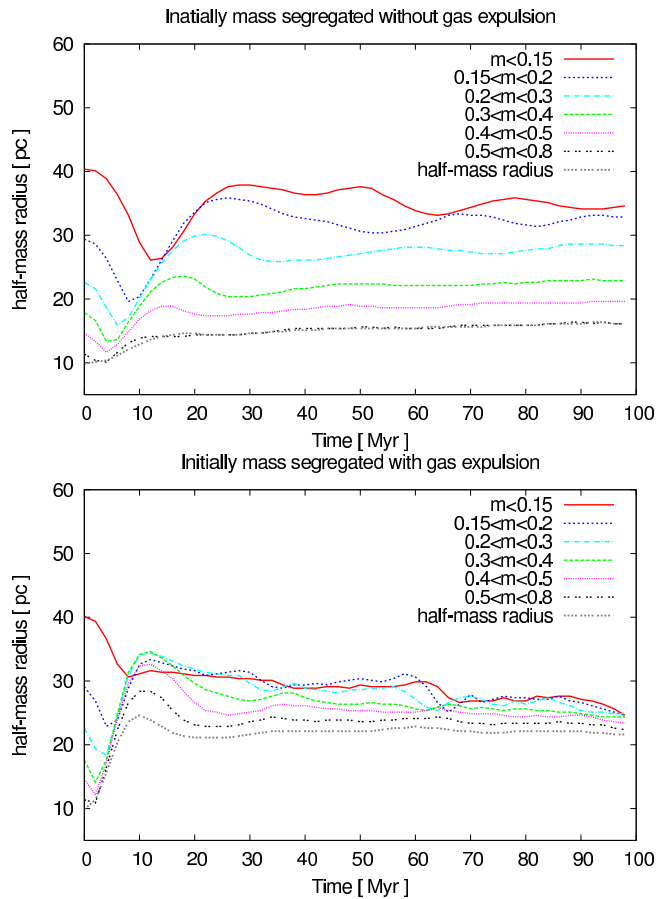 Inatially mass segregated without gas expulsion
60
50
40
30
20
10
half-mass radius [ pc ]
m<0.15
0.15<m<0.2
0.2<m<0.3
0.3<m<0.4
0.4<m<0.5
0.5<m<0.8
half-mass radius
0 10 20 30 40 50 60 70 80 90 100
Time [ Myr ]
Initially mass segregated with gas expulsion
60
50
40
30
20
10
half-mass radius [ pc ]
m<0.15
0.15<m<0.2
0.2<m<0.3
0.3<m<0.4
0.4<m<0.5
0.5<m<0.8
half-mass radius
0 10 20 30 40 50 60 70 80 90 100
Time [ Myr ]